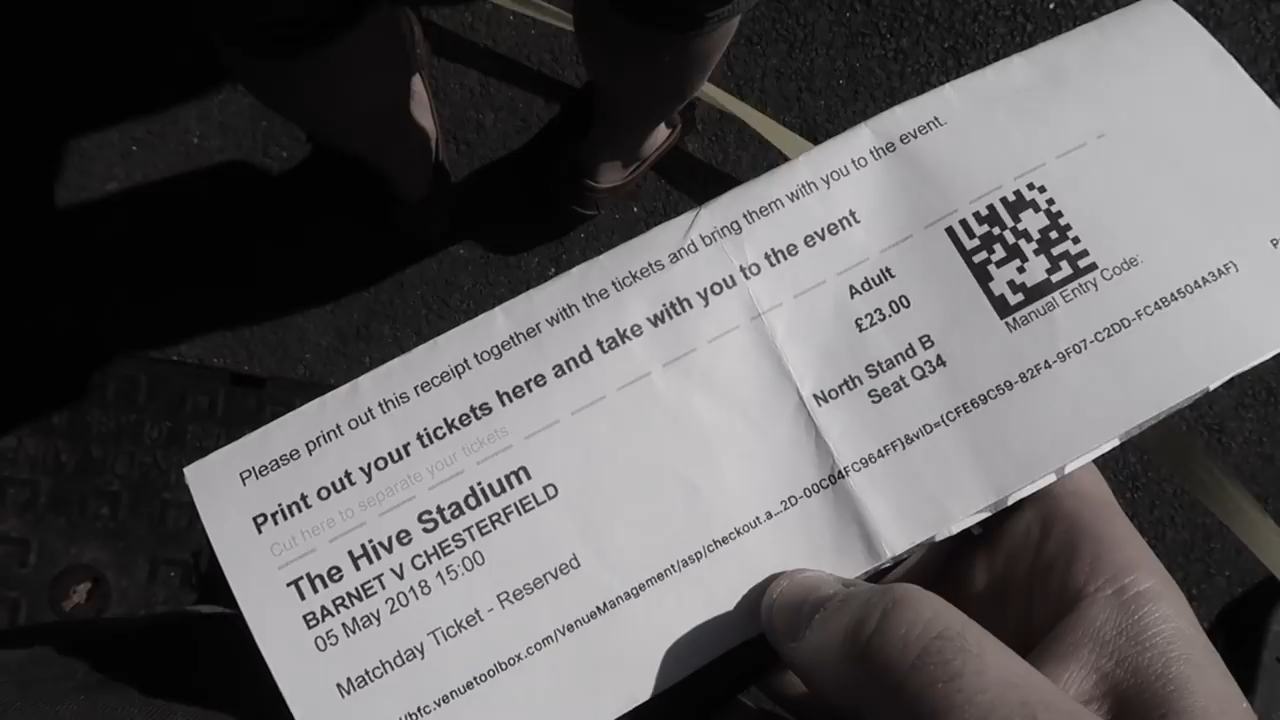 Please print out this receipt together with the tickets and bring them with you to the event.
Print out your tickets here and take with you to the event
Cut here to separate your tickets
The Hive Stadium
BARNET V CHESTERFIELD
05 May 2018 15:00
Matchday Ticket - Reserved
Adult
£23.00
North Stand B
Seat Q34
Manual Entry Code:
//bfc.venuetoolbox.com/VenueManagement/asp/checkout.a...2D-00C04FC964FF}&vID={CFE69C59-82F4-9F07-C2DD-FC4B4504A3AF}